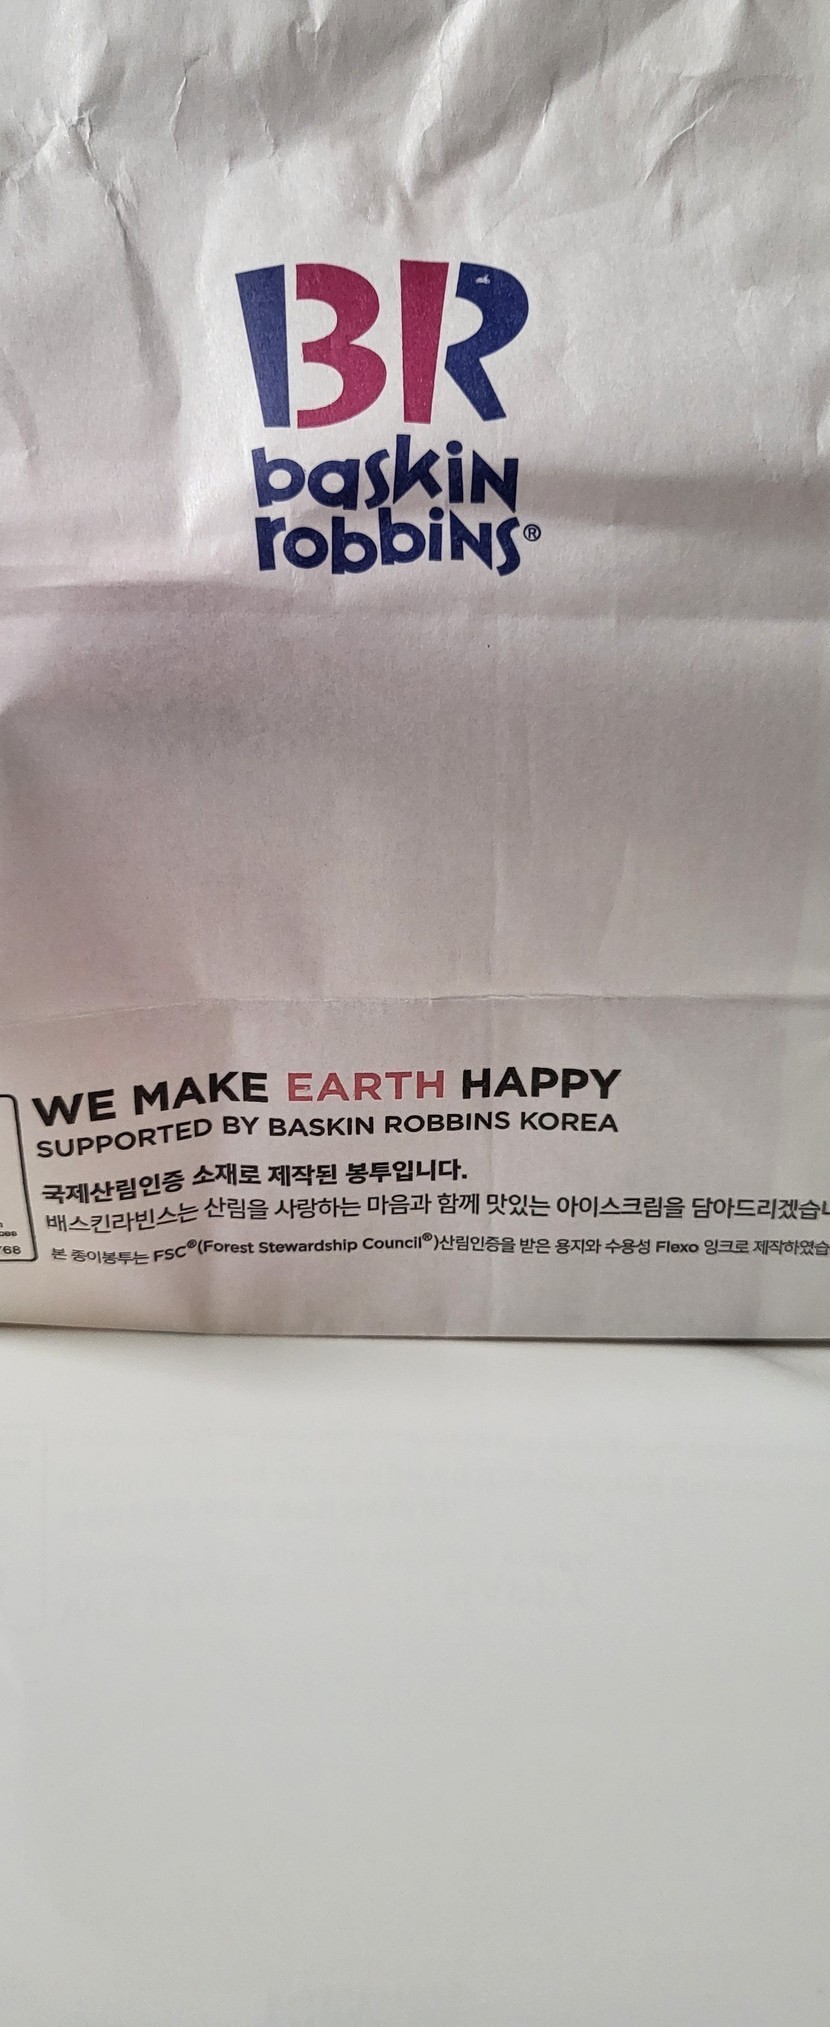 BR
baskin
robbins®
WE MAKE EARTH HAPPY
SUPPORTED BY BASKIN ROBBINS KOREA
국제산림인증 소재로 제작된 봉투입니다.
배스킨라빈스는 산림을 사랑하는 마음과 함께 맛있는 아이스크림을 담아드리겠습
본 종이봉투는 FSC®(Forest Stewardship Council®)산림인증을 받은 용지와 수용성 Flexo 잉크로 제작하였습
68